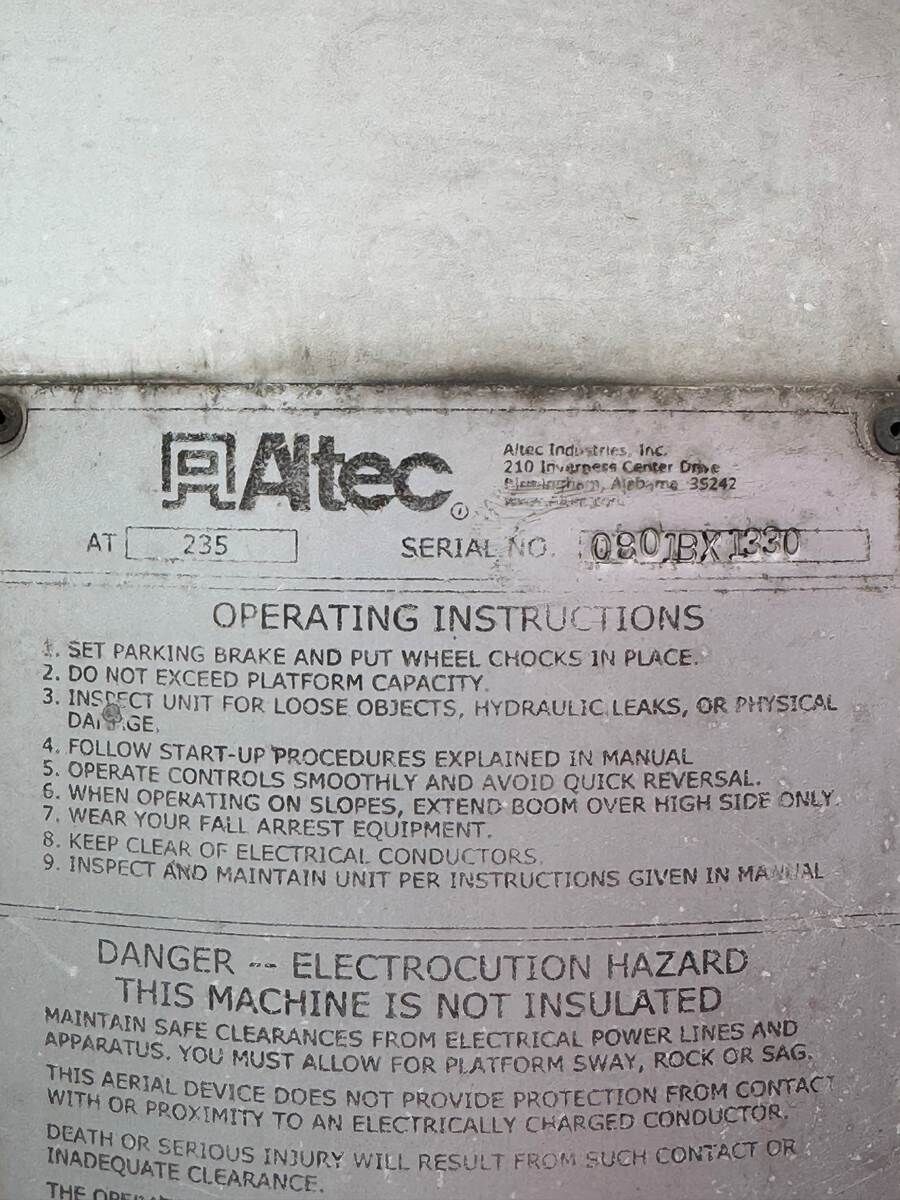 Altec
Altec Industries, Inc.
210 Inverness Center Drive
Birmingham, Alabama 35242
AT 235 SERIAL NO. 0801BX1330
OPERATING INSTRUCTIONS
1. SET PARKING BRAKE AND PUT WHEEL CHOCKS IN PLACE.
2. DO NOT EXCEED PLATFORM CAPACITY.
3. INSPECT UNIT FOR LOOSE OBJECTS, HYDRAULIC LEAKS, OR PHYSICAL
DAMAGE.
4. FOLLOW START-UP PROCEDURES EXPLAINED IN MANUAL
5. OPERATE CONTROLS SMOOTHLY AND AVOID QUICK REVERSAL.
6. WHEN OPERATING ON SLOPES, EXTEND BOOM OVER HIGH SIDE ONLY.
7. WEAR YOUR FALL ARREST EQUIPMENT.
8. KEEP CLEAR OF ELECTRICAL CONDUCTORS.
9. INSPECT AND MAINTAIN UNIT PER INSTRUCTIONS GIVEN IN MANUAL
DANGER -- ELECTROCUTION HAZARD
THIS MACHINE IS NOT INSULATED
MAINTAIN SAFE CLEARANCES FROM ELECTRICAL POWER LINES AND
APPARATUS. YOU MUST ALLOW FOR PLATFORM SWAY, ROCK OR SAG.
THIS AERIAL DEVICE DOES NOT PROVIDE PROTECTION FROM CONTACT
WITH OR PROXIMITY TO AN ELECTRICALLY CHARGED CONDUCTOR.
DEATH OR SERIOUS INJURY WILL RESULT FROM SUCH CONTACT OR
INADEQUATE CLEARANCE.
THE